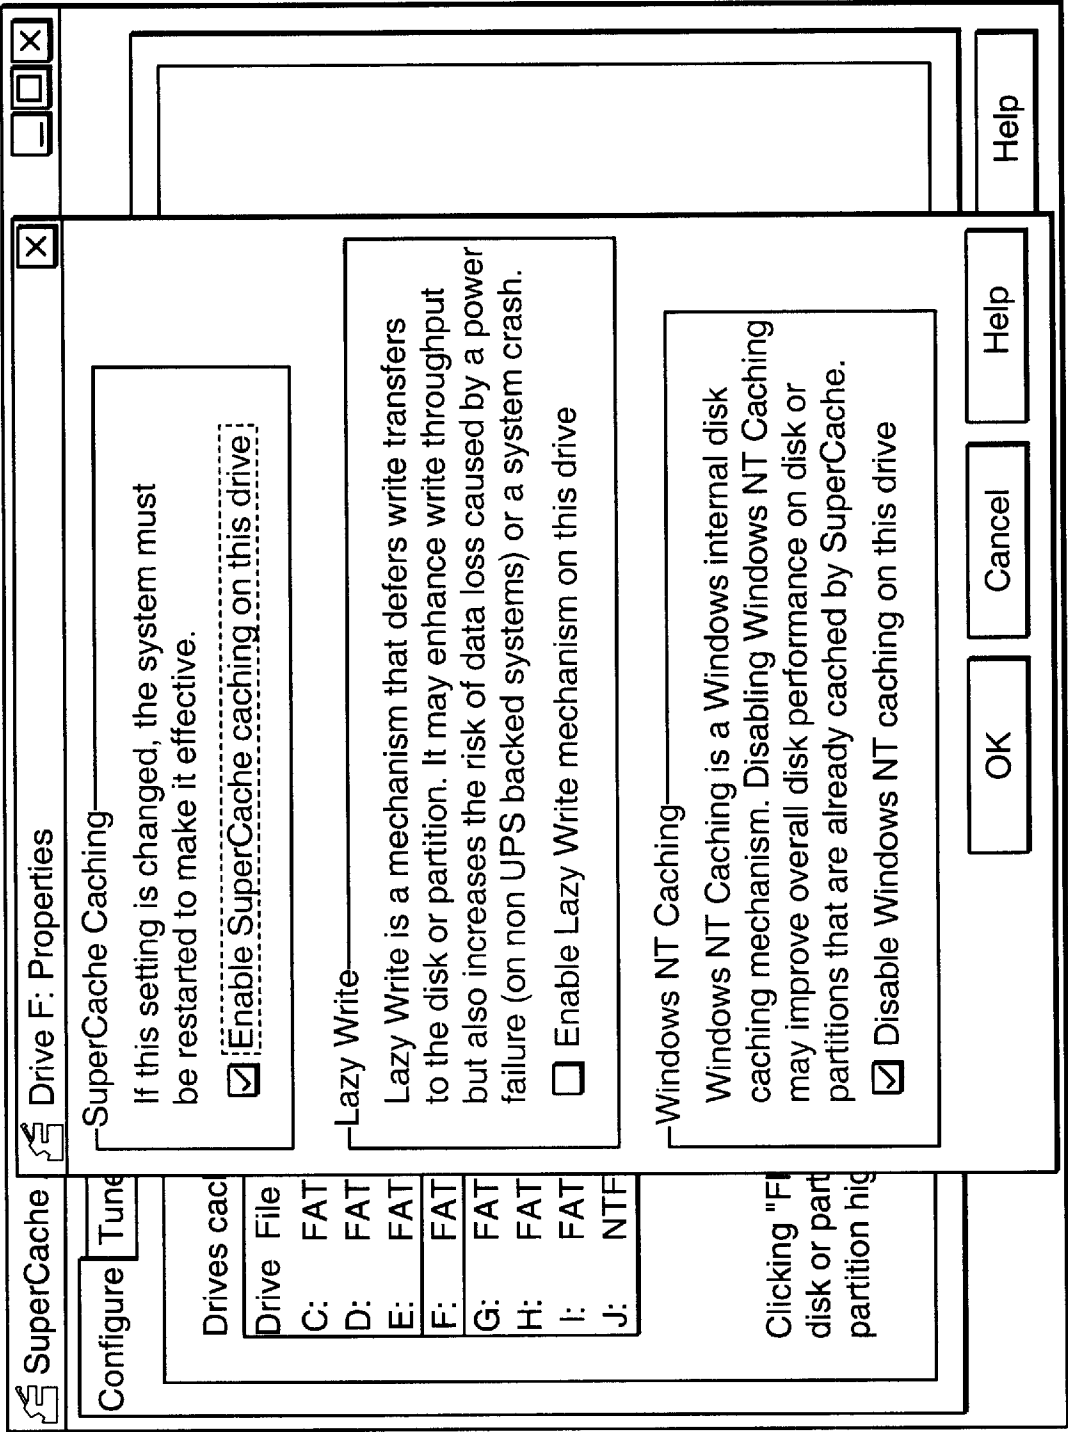 SuperCache
Configure
Tune
Drives cac
Drive File
C: FAT
D: FAT
E: FAT
F: FAT
G: FAT
H: FAT
I: FAT
J: NTF
Clicking "F
disk or part
partition hig
Help
Drive F: Properties
SuperCache Caching
If this setting is changed, the system must
be restarted to make it effective.
Enable SuperCache caching on this drive
Lazy Write
Lazy Write is a mechanism that defers write transfers
to the disk or partition. It may enhance write throughput
but also increases the risk of data loss caused by a power
failure (on non UPS backed systems) or a system crash.
Enable Lazy Write mechanism on this drive
Windows NT Caching
Windows NT Caching is a Windows internal disk
caching mechanism. Disabling Windows NT Caching
may improve overall disk performance on disk or
partitions that are already cached by SuperCache.
Disable Windows NT caching on this drive
OK
Cancel
Help